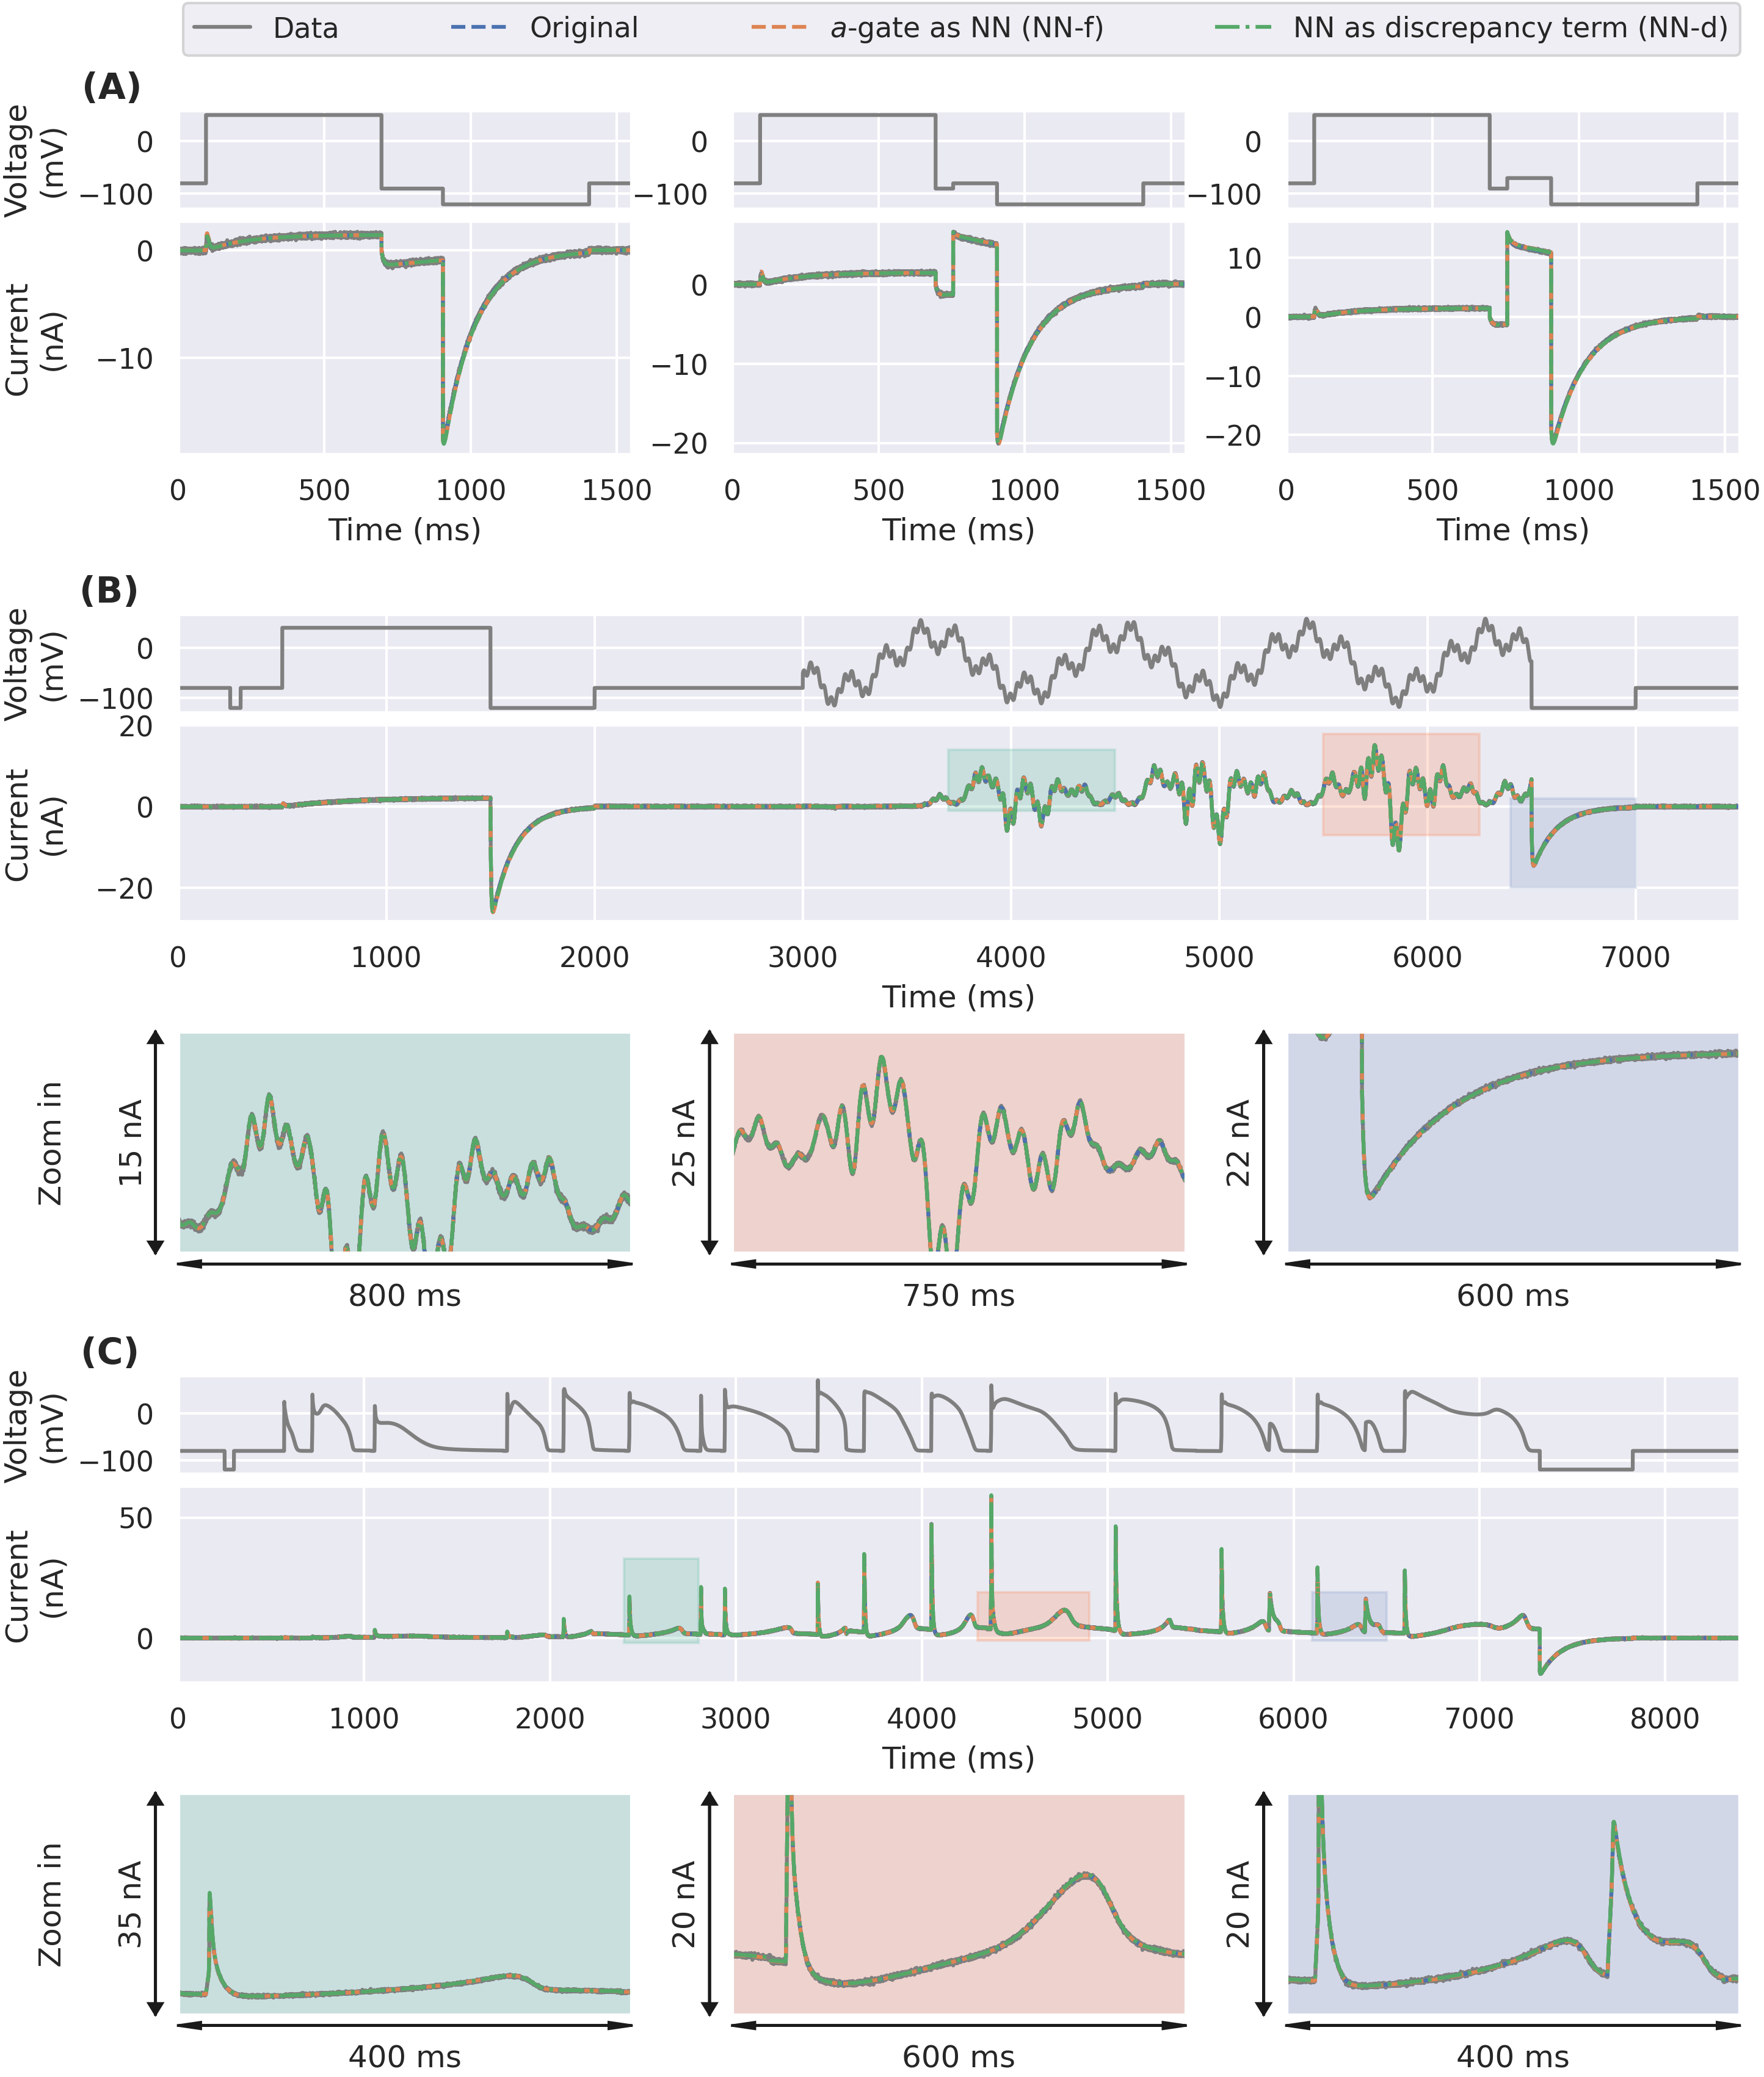 Data Original a-gate as NN (NN-f) NN as discrepancy term (NN-d)
(A)
Voltage
(mV)
0
−100
0
−100
0
−100
Current
(nA)
0
−10
0
−10
−20
10
0
−10
−20
0 500 1000 1500
0 500 1000 1500
0 500 1000 1500
Time (ms)
Time (ms)
Time (ms)
(B)
Voltage
(mV)
0
−100
Current
(nA)
20
0
−20
0 1000 2000 3000 4000 5000 6000 7000
Time (ms)
Zoom in
15 nA
800 ms
25 nA
750 ms
22 nA
600 ms
(C)
Voltage
(mV)
0
−100
Current
(nA)
50
0
0 1000 2000 3000 4000 5000 6000 7000 8000
Time (ms)
Zoom in
35 nA
400 ms
20 nA
600 ms
20 nA
400 ms